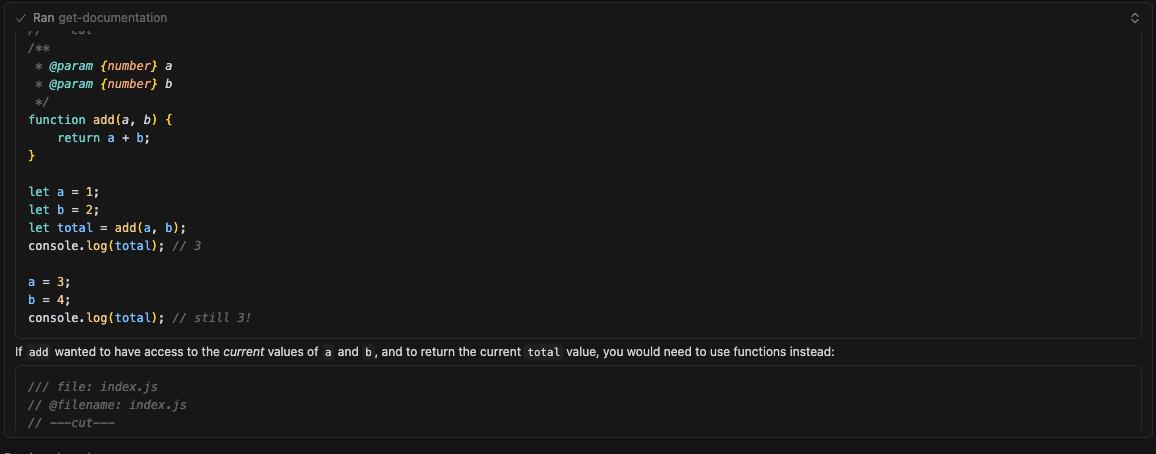 Ran get-documentation
/**
 * @param {number} a
 * @param {number} b
 */
function add(a, b) {
    return a + b;
}
let a = 1;
let b = 2;
let total = add(a, b);
console.log(total); // 3
a = 3;
b = 4;
console.log(total); // still 3!
If add wanted to have access to the current values of a and b, and to return the current total value, you would need to use functions instead:
/// file: index.js
// @filename: index.js
// ---cut---